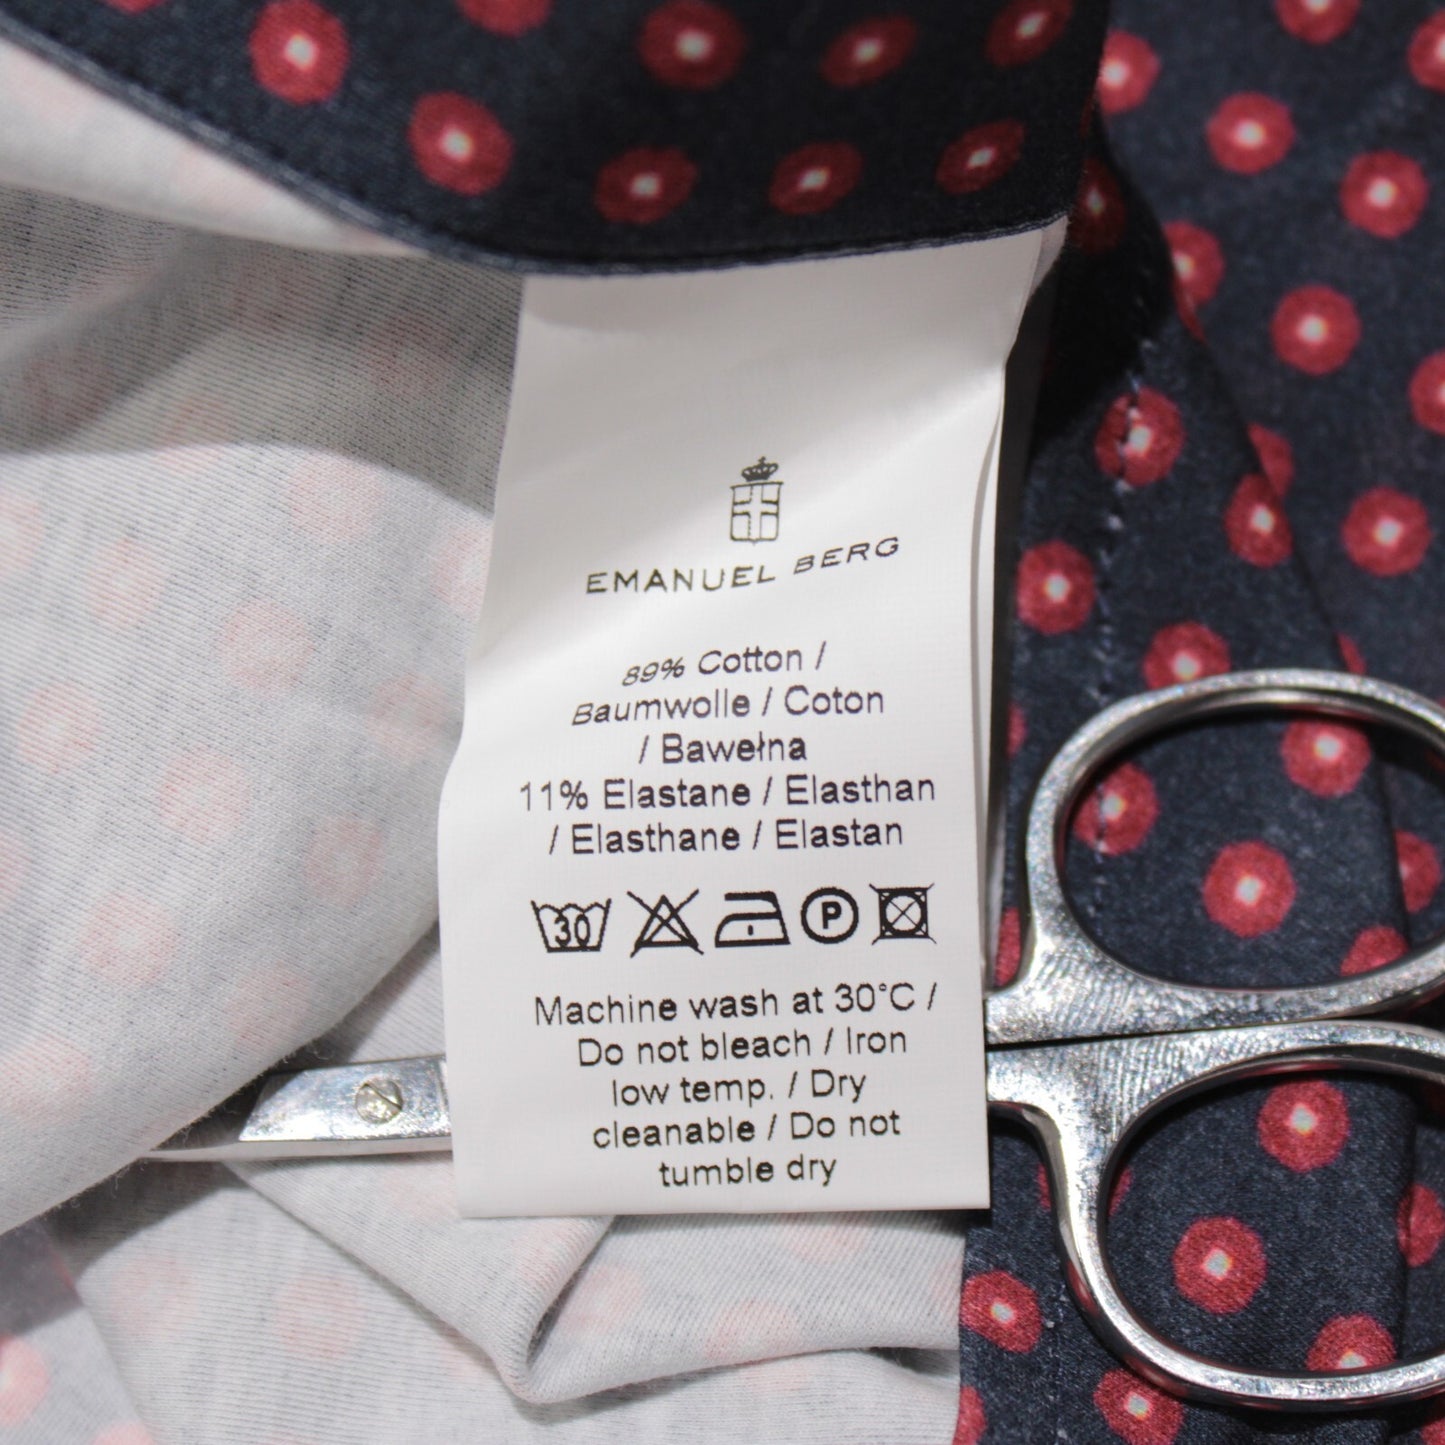 EMANUEL BERG
89% Cotton /
Baumwolle / Coton
/ Bawełna
11% Elastane / Elasthan
/ Elasthane / Elastan
30 P
Machine wash at 30°C /
Do not bleach / Iron
low temp. / Dry
cleanable / Do not
tumble dry